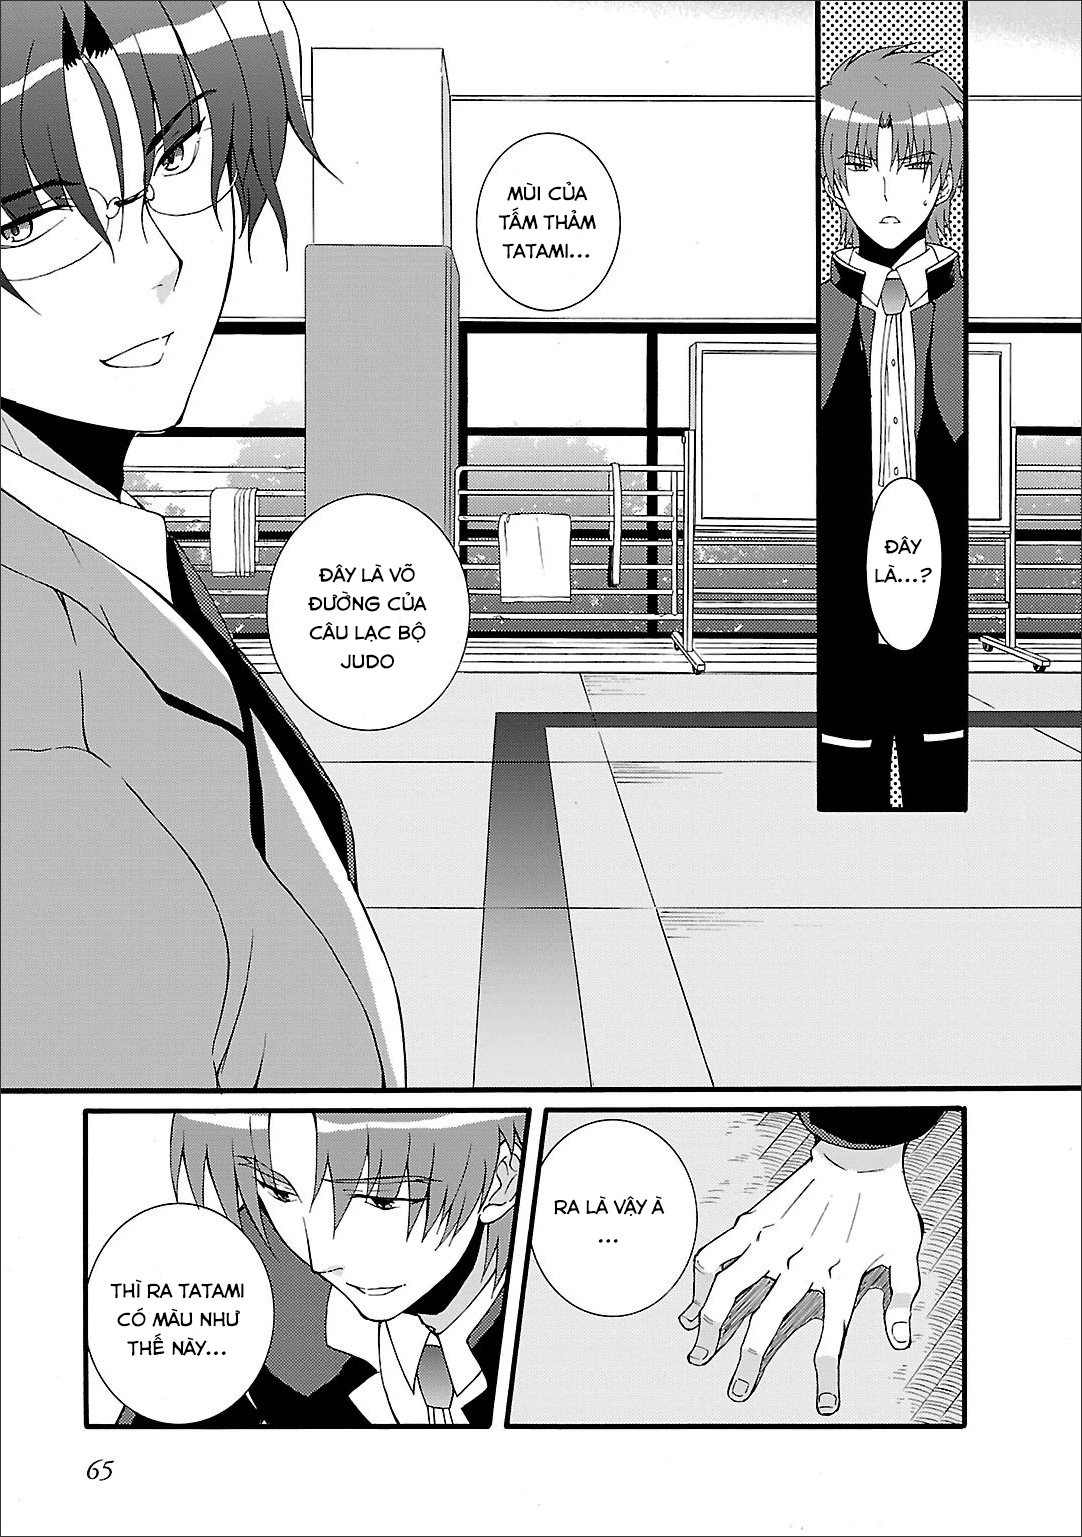 ĐÂY
LÀ...?
MÙI CỦA
TẤM THẢM
TATAMI...
ĐÂY LÀ VÕ
ĐƯỜNG CỦA
CÂU LẠC BỘ
JUDO
RA LÀ VẬY À
...
THÌ RA TATAMI
CÓ MÀU NHƯ
THẾ NÀY...
65